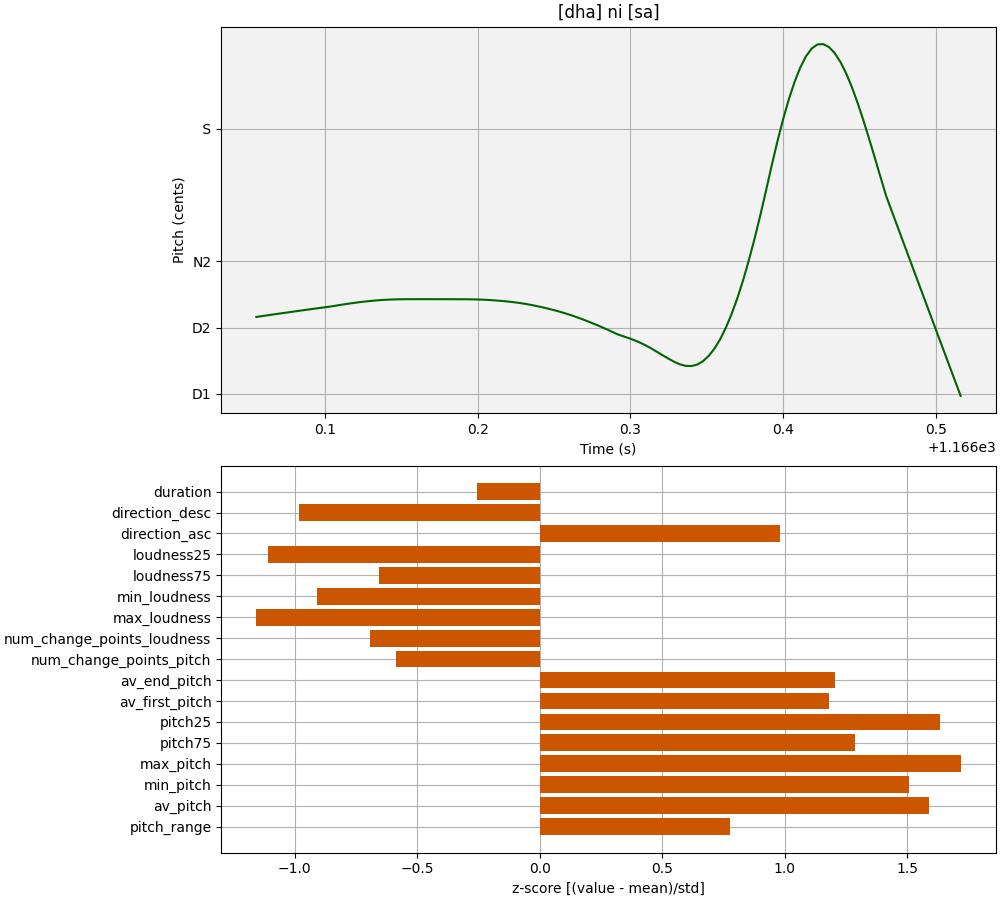 [dha] ni [sa]
Pitch (cents)
S
N2
D2
D1
0.1 0.2 0.3 0.4 0.5
Time (s)
+1.166e3
duration
direction_desc
direction_asc
loudness25
loudness75
min_loudness
max_loudness
num_change_points_loudness
num_change_points_pitch
av_end_pitch
av_first_pitch
pitch25
pitch75
max_pitch
min_pitch
av_pitch
pitch_range
−1.0 −0.5 0.0 0.5 1.0 1.5
z-score [(value - mean)/std]